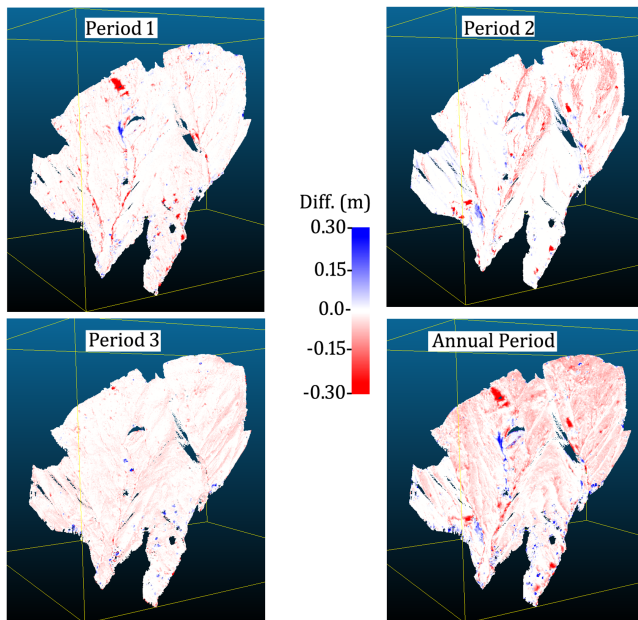 Period 1
Period 2
Diff. (m)
0.30
0.15
0.0
-0.15
-0.30
Period 3
Annual Period